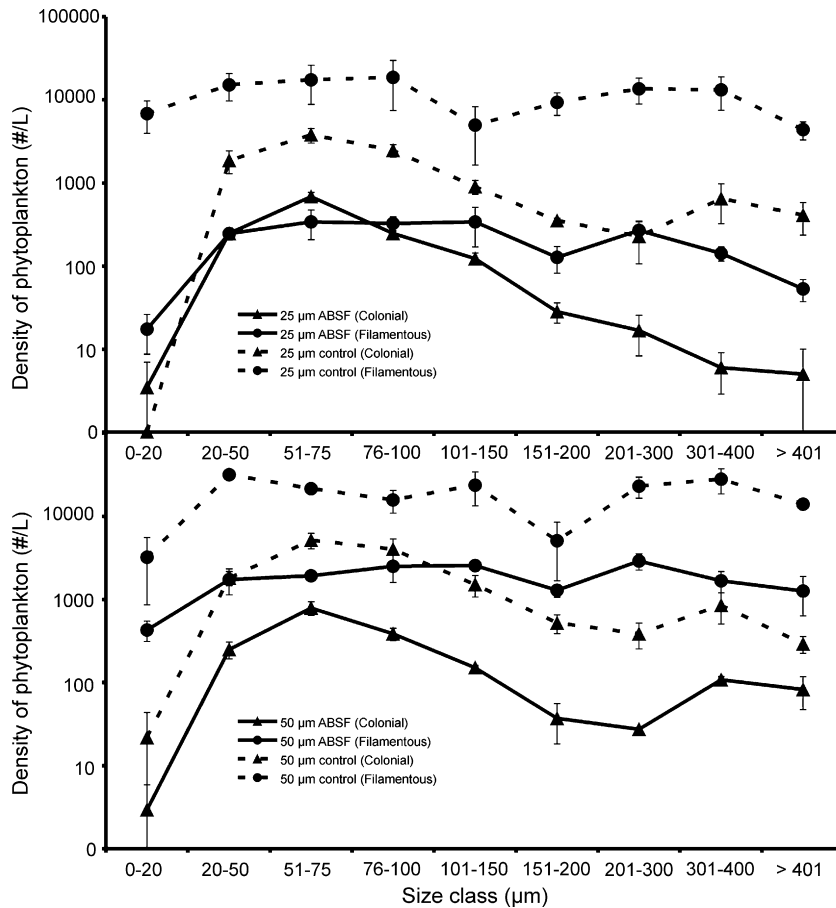 100000
10000
1000
100
10
0
Density of phytoplankton (#/L)
25 µm ABSF (Colonial)
25 µm ABSF (Filamentous)
25 µm control (Colonial)
25 µm control (Filamentous)
0-20 20-50 51-75 76-100 101-150 151-200 201-300 301-400 > 401
10000
1000
100
10
0
Density of phytoplankton (#/L)
50 µm ABSF (Colonial)
50 µm ABSF (Filamentous)
50 µm control (Colonial)
50 µm control (Filamentous)
0-20 20-50 51-75 76-100 101-150 151-200 201-300 301-400 > 401
Size class (µm)